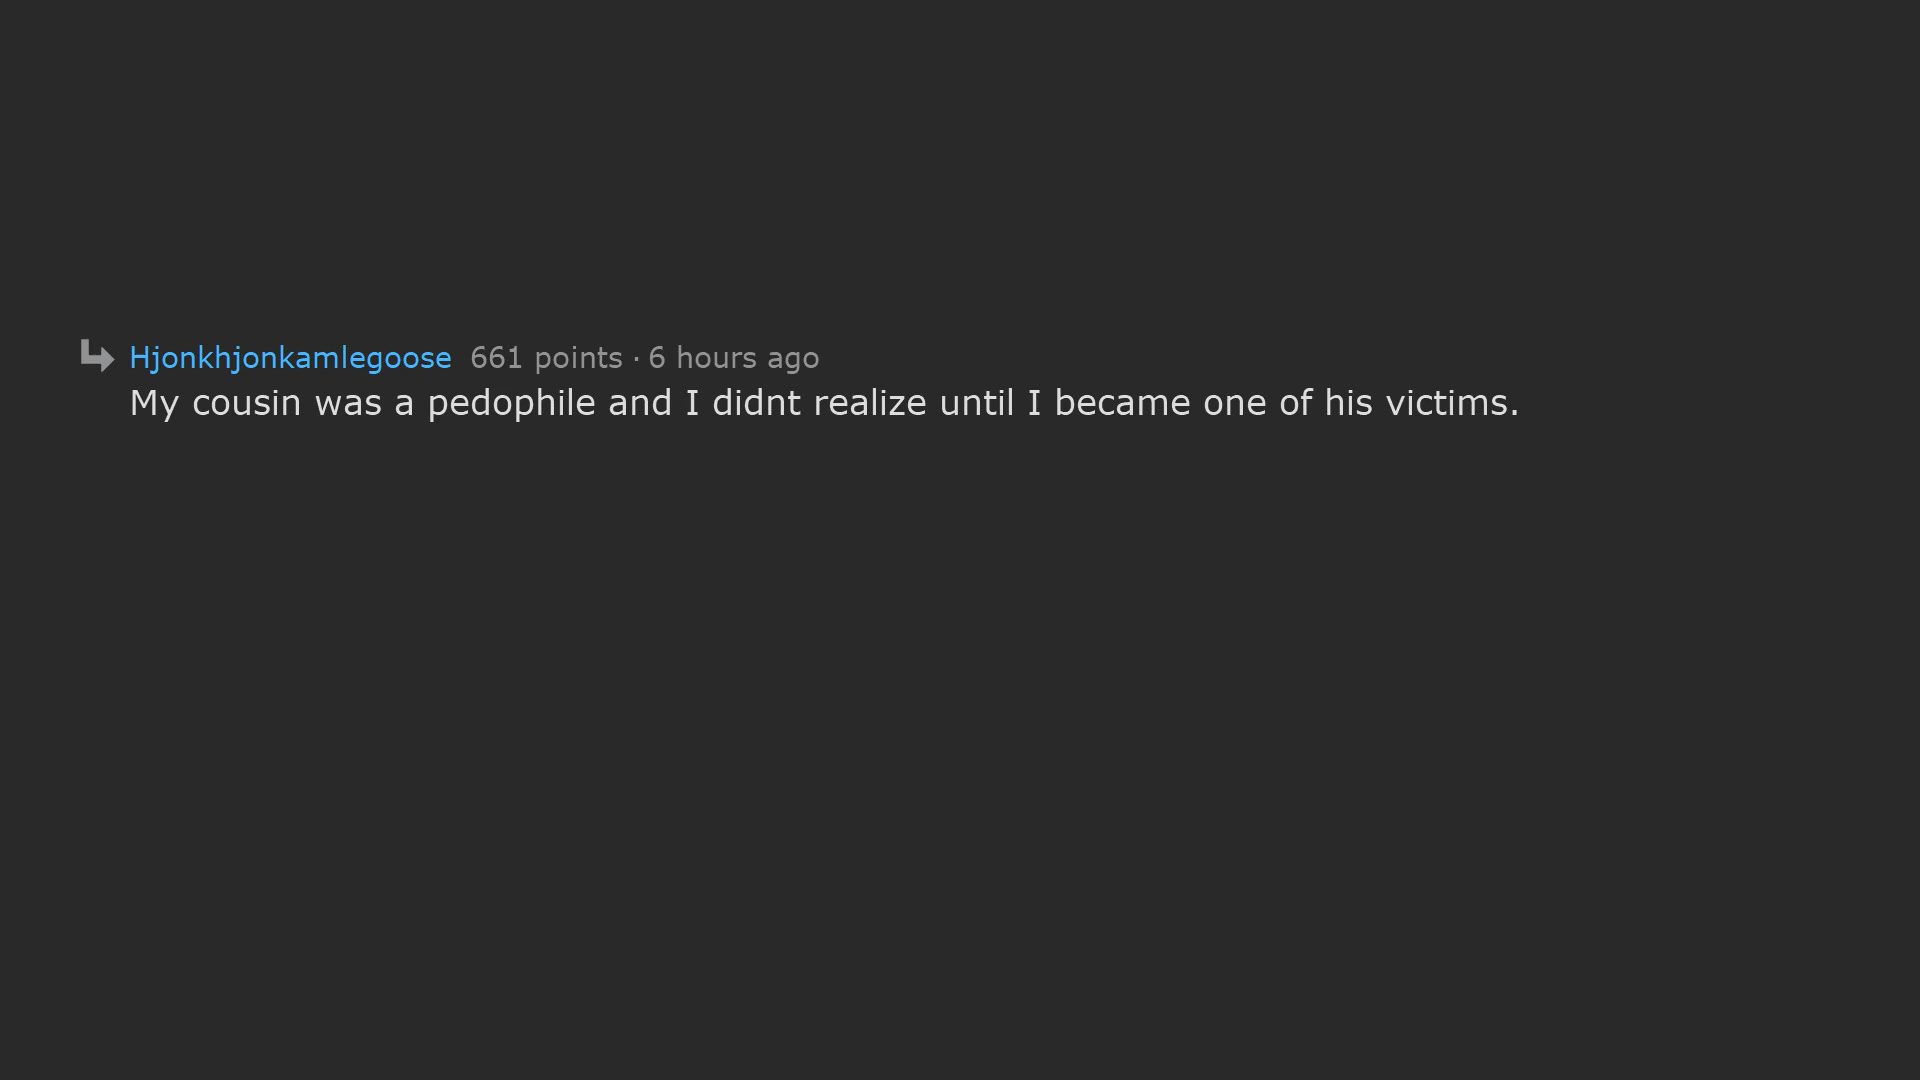 Hjonkhjonkamlegoose 661 points · 6 hours ago
My cousin was a pedophile and I didnt realize until I became one of his victims.